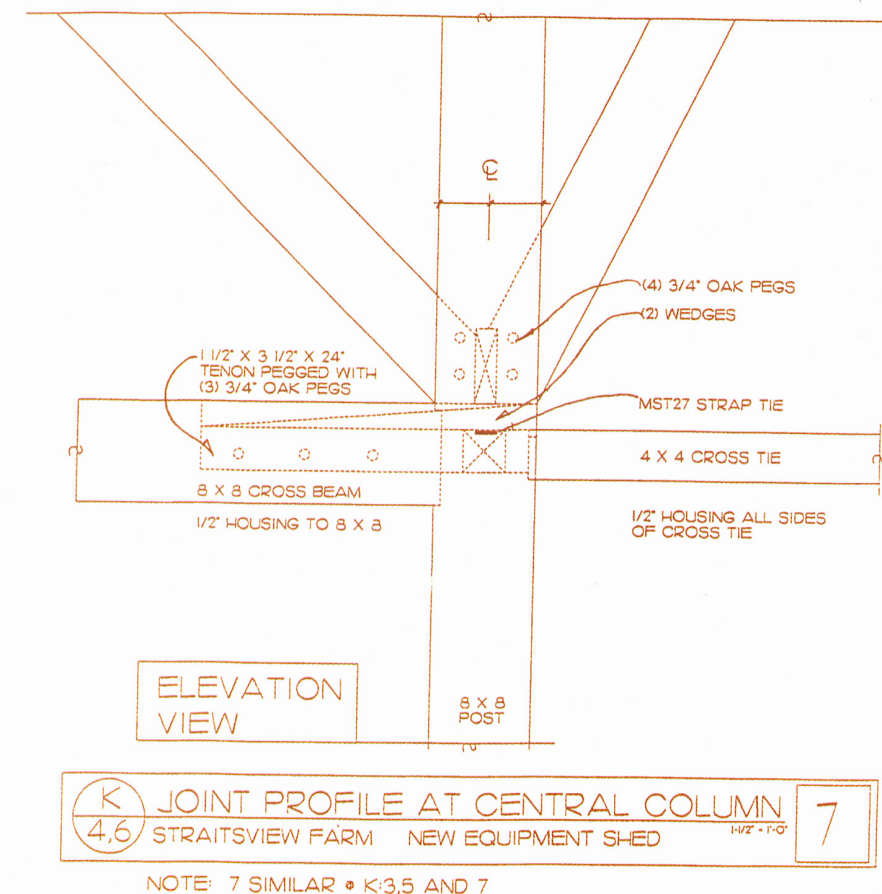 ℄
(4) 3/4" OAK PEGS
(2) WEDGES
1 1/2" X 3 1/2" X 24"
TENON PEGGED WITH
(3) 3/4" OAK PEGS
MST27 STRAP TIE
4 X 4 CROSS TIE
8 X 8 CROSS BEAM
1/2" HOUSING TO 8 X 8
1/2" HOUSING ALL SIDES
OF CROSS TIE
ELEVATION
VIEW
8 X 8
POST
K
4,6
JOINT PROFILE AT CENTRAL COLUMN
STRAITSVIEW FARM NEW EQUIPMENT SHED
1-1/2" = 1'-0"
7
NOTE: 7 SIMILAR @ K:3,5 AND 7